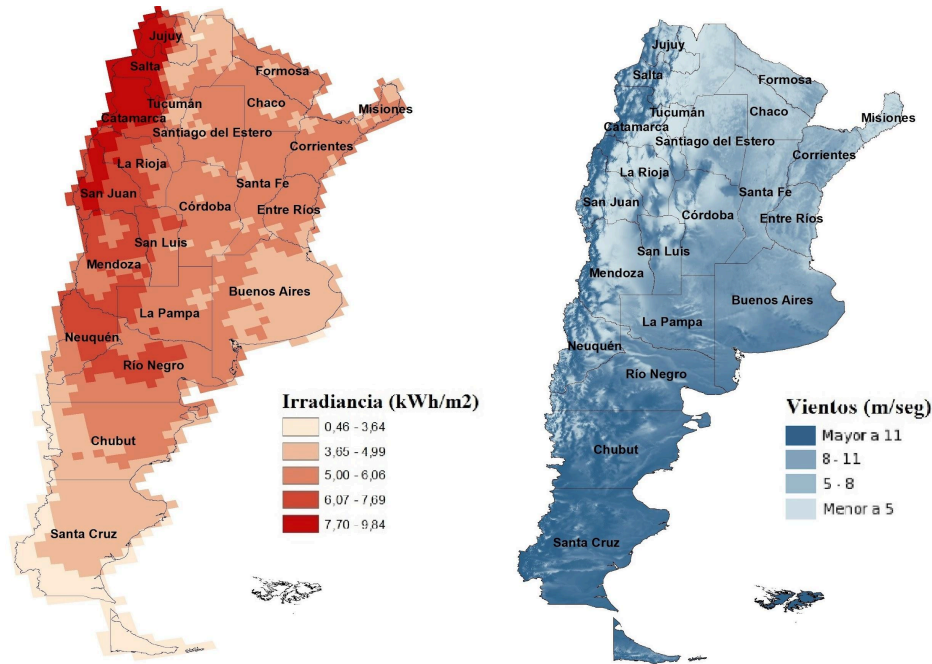 Jujuy
Salta
Formosa
Tucumán
Chaco
Misiones
Catamarca
Santiago del Estero
Corrientes
La Rioja
Santa Fe
San Juan
Córdoba
Entre Ríos
San Luis
Mendoza
Buenos Aires
La Pampa
Neuquén
Río Negro
Chubut
Santa Cruz
Irradiancia (kWh/m2)
0,46 - 3,64
3,65 - 4,99
5,00 - 6,06
6,07 - 7,69
7,70 - 9,84
Jujuy
Salta
Formosa
Tucumán
Chaco
Misiones
Catamarca
Santiago del Estero
Corrientes
La Rioja
Santa Fe
San Juan
Córdoba
Entre Ríos
San Luis
Mendoza
Buenos Aires
La Pampa
Neuquén
Río Negro
Chubut
Santa Cruz
Vientos (m/seg)
Mayor a 11
8 - 11
5 - 8
Menor a 5